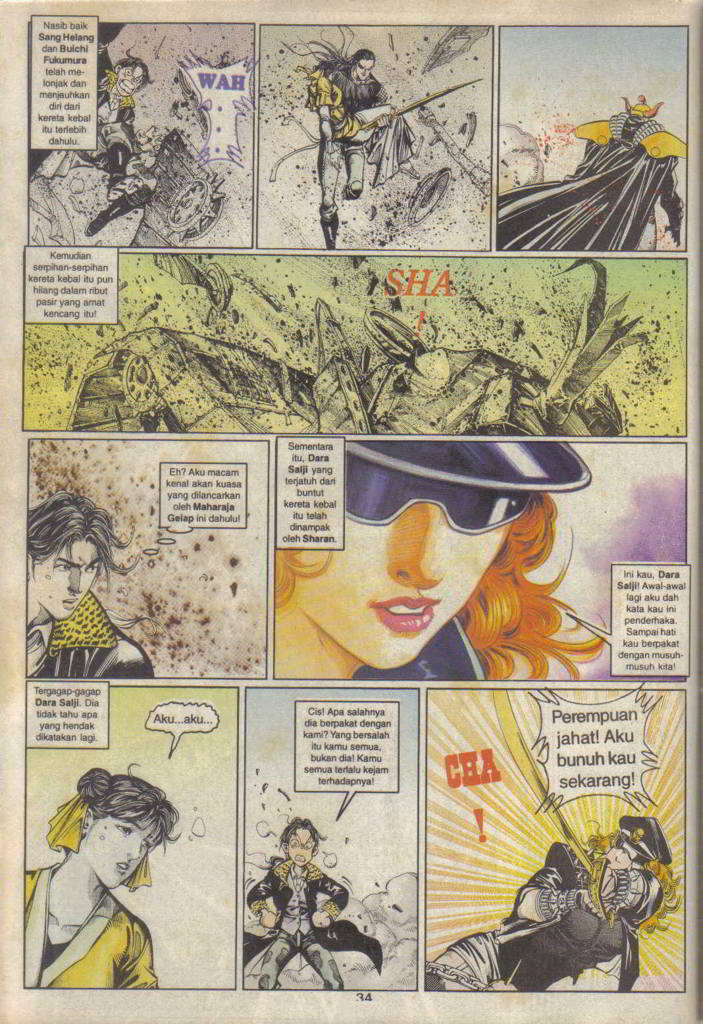 Nasib baik
Sang Helang
dan Buichi
Fukumura
telah me-
lonjak dan
menjauhkan
diri dari
kereta kebal
itu terlebih
dahulu.
WAH
...
Kemudian
serpihan-serpihan
kereta kebal itu pun
hilang dalam ribut
pasir yang amat
kencang itu!
SHA
!
Eh? Aku macam
kenal akan kuasa
yang dilancarkan
oleh Maharaja
Gelap ini dahulu!
Sementara
itu, Dara
Salji yang
terjatuh dari
buntut
kereta kebal
itu telah
dinampak
oleh Sharan.
Ini kau, Dara
Salji! Awal-awal
lagi aku dah
kata kau ini
penderhaka.
Sampai hati
kau berpakat
dengan musuh-
musuh kita!
Tergagap-gagap
Dara Salji. Dia
tidak tahu apa
yang hendak
dikatakan lagi.
Aku...aku...
Cis! Apa salahnya
dia berpakat dengan
kami? Yang bersalah
itu kamu semua,
bukan dia! Kamu
semua terlalu kejam
terhadapnya!
Perempuan
jahat! Aku
bunuh kau
sekarang!
CHA
!
34